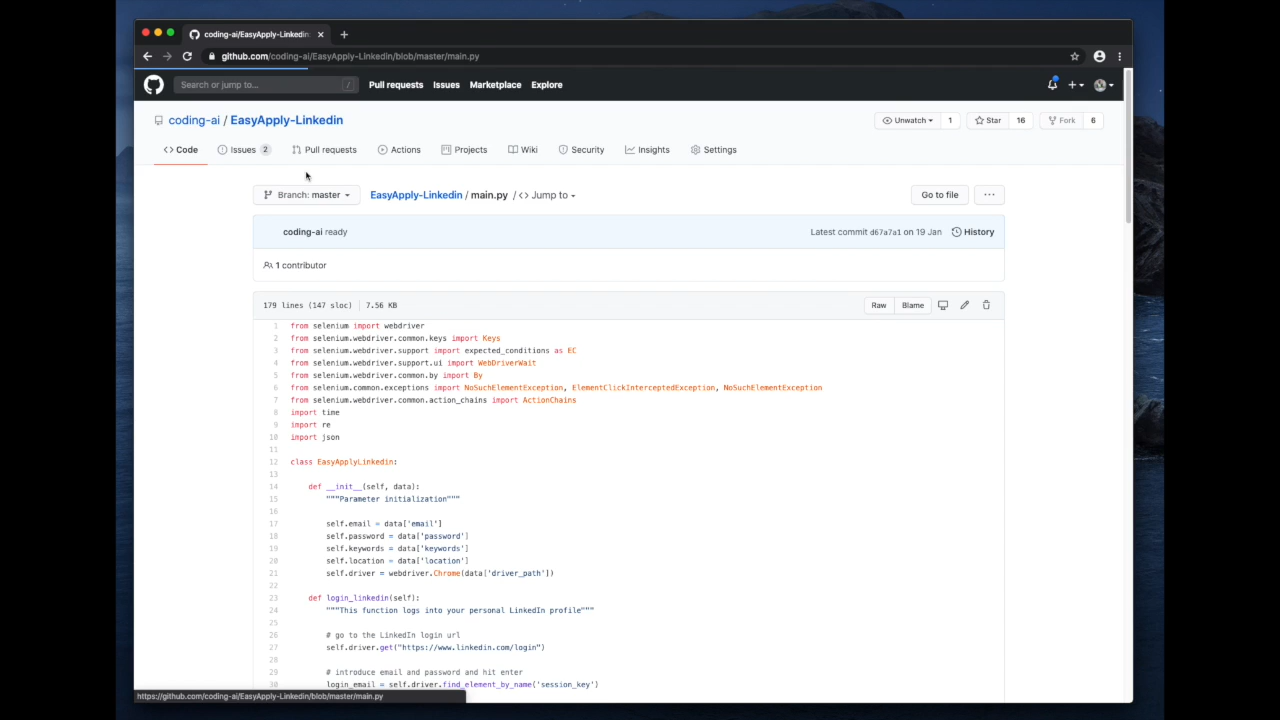 coding-ai/EasyApply-Linkedin
github.com/coding-ai/EasyApply-Linkedin/blob/master/main.py
Search or jump to... / Pull requests Issues Marketplace Explore
coding-ai / EasyApply-Linkedin Unwatch 1 Star 16 Fork 6
Code Issues 2 Pull requests Actions Projects Wiki Security Insights Settings
Branch: master EasyApply-Linkedin / main.py / <> Jump to Go to file ...
coding-ai ready Latest commit d67a7a1 on 19 Jan History
1 contributor
179 lines (147 sloc) 7.56 KB Raw Blame
1 from selenium import webdriver
2 from selenium.webdriver.common.keys import Keys
3 from selenium.webdriver.support import expected_conditions as EC
4 from selenium.webdriver.support.ui import WebDriverWait
5 from selenium.webdriver.common.by import By
6 from selenium.common.exceptions import NoSuchElementException, ElementClickInterceptedException, NoSuchElementException
7 from selenium.webdriver.common.action_chains import ActionChains
8 import time
9 import re
10 import json
11
12 class EasyApplyLinkedin:
13
14 def __init__(self, data):
15 """Parameter initialization"""
16
17 self.email = data['email']
18 self.password = data['password']
19 self.keywords = data['keywords']
20 self.location = data['location']
21 self.driver = webdriver.Chrome(data['driver_path'])
22
23 def login_linkedin(self):
24 """This function logs into your personal LinkedIn profile"""
25
26 # go to the LinkedIn login url
27 self.driver.get("https://www.linkedin.com/login")
28
29 # introduce email and password and hit enter
30 login_email = self.driver.find_element_by_name('session_key')
https://github.com/coding-ai/EasyApply-Linkedin/blob/master/main.py